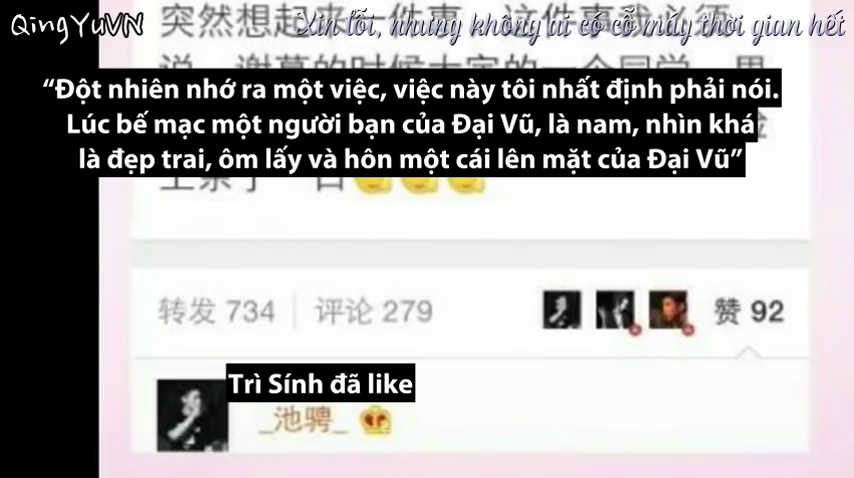 QingYuVN
Xin lỗi, nhưng không ai có cỗ máy thời gian hết
突然想起来一件事，这件事我必须
“Đột nhiên nhớ ra một việc, việc này tôi nhất định phải nói.
Lúc bế mạc một người bạn của Đại Vũ, là nam, nhìn khá
là đẹp trai, ôm lấy và hôn một cái lên mặt của Đại Vũ”
转发 734 评论 279 赞 92
Trì Sính đã like
_池骋_